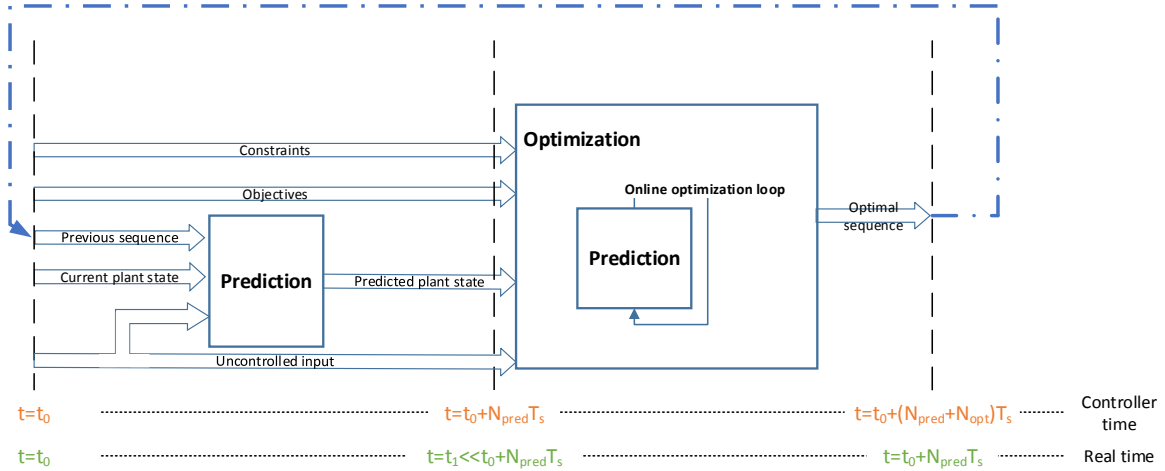 Constraints
Optimization
Objectives
Online optimization loop
Previous sequence
Optimal
sequence
Current plant state
Prediction
Predicted plant state
Prediction
Uncontrolled input
t=t₀
t=t₀+NpredTₛ
t=t₀+(Npred+Nopt)Tₛ
Controller
time
t=t₀
t=t₁<<t₀+NpredTₛ
t=t₀+NpredTₛ
Real time